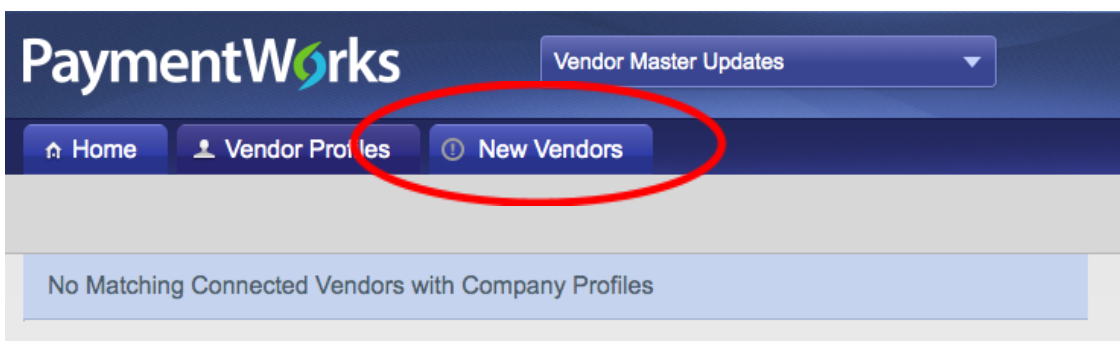 PaymentWorks
Vendor Master Updates
Home
Vendor Profiles
New Vendors
No Matching Connected Vendors with Company Profiles